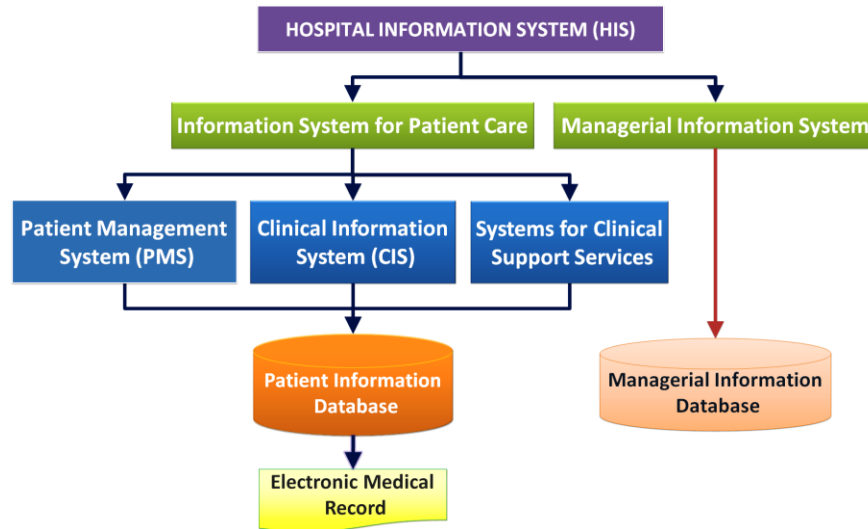 HOSPITAL INFORMATION SYSTEM (HIS)
Information System for Patient Care
Managerial Information System
Patient Management
System (PMS)
Clinical Information
System (CIS)
Systems for Clinical
Support Services
Patient Information
Database
Managerial Information
Database
Electronic Medical
Record